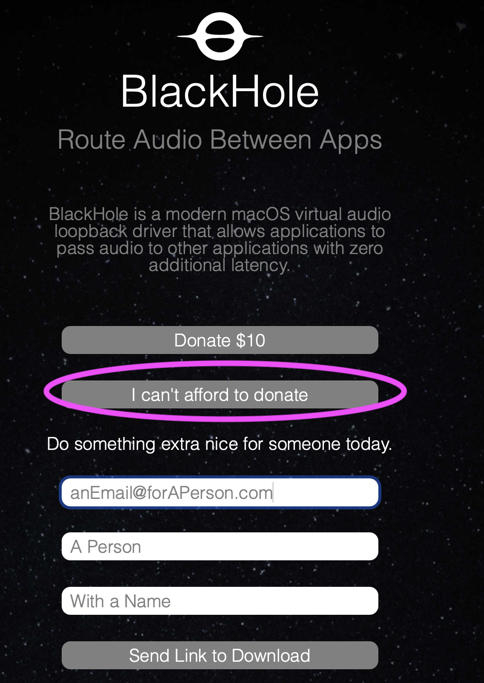 BlackHole
Route Audio Between Apps
BlackHole is a modern macOS virtual audio
loopback driver that allows applications to
pass audio to other applications with zero
additional latency.
Donate $10
I can't afford to donate
Do something extra nice for someone today.
anEmail@forAPerson.com
A Person
With a Name
Send Link to Download